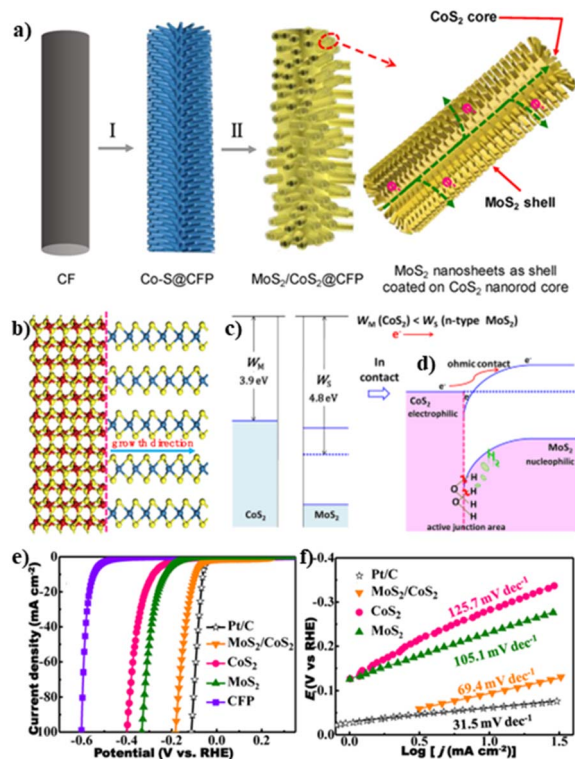 a)
CoS₂ core
I
II
MoS₂ shell
CF
Co-S@CFP
MoS₂/CoS₂@CFP
MoS₂ nanosheets as shell
coated on CoS₂ nanorod core
b)
growth direction
c)
W_M
3.9 eV
W_S
4.8 eV
CoS₂
MoS₂
W_M (CoS₂) < W_S (n-type MoS₂)
e⁻
In
contact
d)
ohmic contact
e⁻
e⁻
e⁻
CoS₂
electrophilic
MoS₂
nucleophilic
H₂
H
O
H
O
H
H
active junction area
e)
Current density (mA cm⁻²)
0
20
40
60
80
100
Pt/C
MoS₂/CoS₂
CoS₂
MoS₂
CFP
-0.6
-0.4
-0.2
0.0
0.2
Potential (V vs. RHE)
f)
E (V vs RHE)
-0.3
-0.2
-0.1
0.0
Pt/C
MoS₂/CoS₂
CoS₂
MoS₂
125.7 mV dec⁻¹
105.1 mV dec⁻¹
69.4 mV dec⁻¹
31.5 mV dec⁻¹
0.0
0.5
1.0
1.5
Log [ j (mA cm⁻²)]